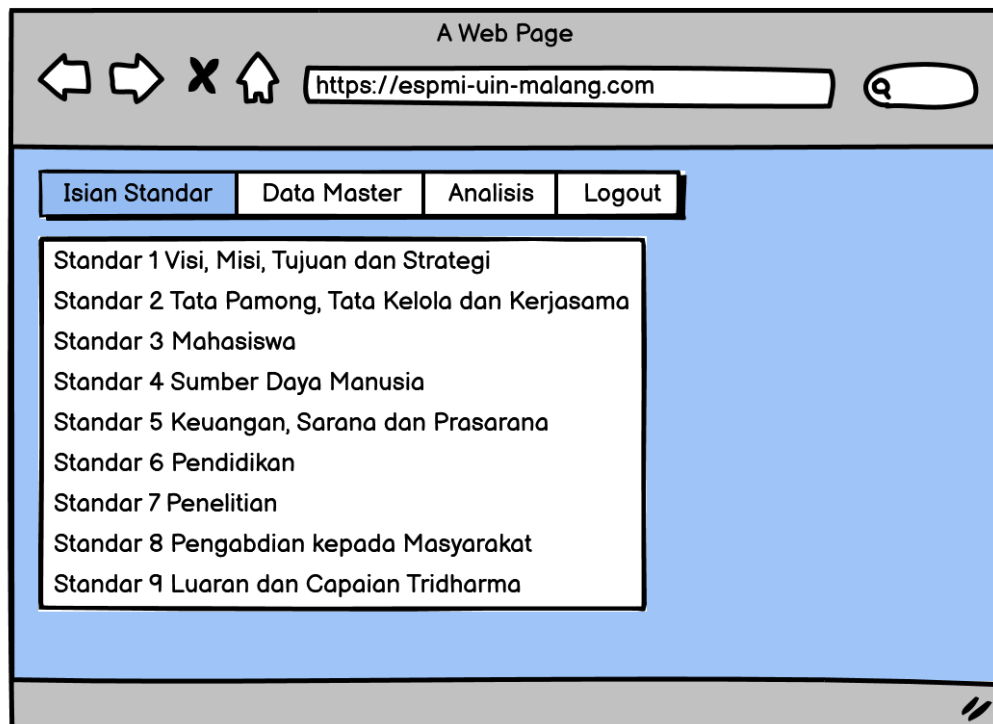 A Web Page
https://espmi-uin-malang.com
Isian Standar Data Master Analisis Logout
Standar 1 Visi, Misi, Tujuan dan Strategi
Standar 2 Tata Pamong, Tata Kelola dan Kerjasama
Standar 3 Mahasiswa
Standar 4 Sumber Daya Manusia
Standar 5 Keuangan, Sarana dan Prasarana
Standar 6 Pendidikan
Standar 7 Penelitian
Standar 8 Pengabdian kepada Masyarakat
Standar 9 Luaran dan Capaian Tridharma